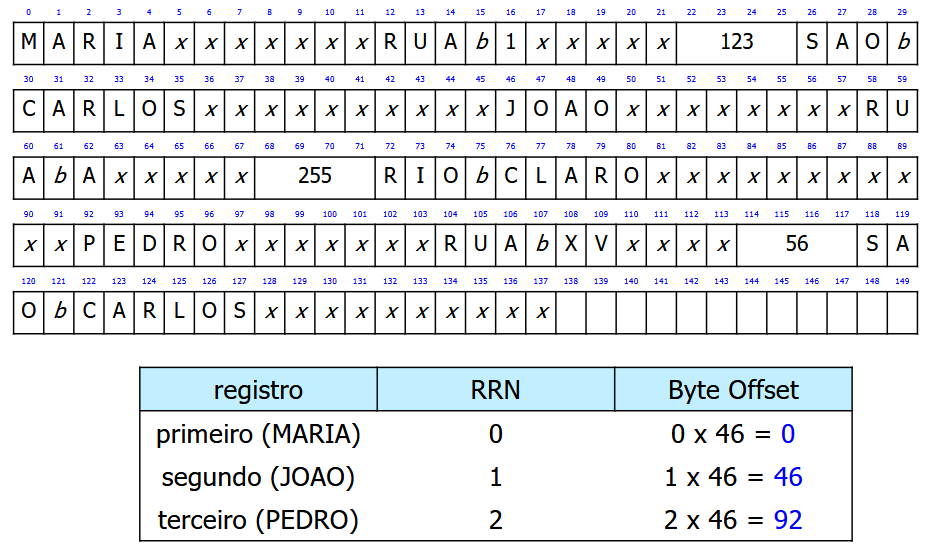 0 1 2 3 4 5 6 7 8 9 10 11 12 13 14 15 16 17 18 19 20 21 22 23 24 25 26 27 28 29
M A R I A x x x x x x x R U A b 1 x x x x x 123 S A O b
30 31 32 33 34 35 36 37 38 39 40 41 42 43 44 45 46 47 48 49 50 51 52 53 54 55 56 57 58 59
C A R L O S x x x x x x x x x x J O A O x x x x x x x x R U
60 61 62 63 64 65 66 67 68 69 70 71 72 73 74 75 76 77 78 79 80 81 82 83 84 85 86 87 88 89
A b A x x x x x 255 R I O b C L A R O x x x x x x x x x
90 91 92 93 94 95 96 97 98 99 100 101 102 103 104 105 106 107 108 109 110 111 112 113 114 115 116 117 118 119
x x P E D R O x x x x x x x R U A b X V x x x x 56 S A
120 121 122 123 124 125 126 127 128 129 130 131 132 133 134 135 136 137 138 139 140 141 142 143 144 145 146 147 148 149
O b C A R L O S x x x x x x x x x x
registro RRN Byte Offset
primeiro (MARIA) 0 0 x 46 = 0
segundo (JOAO) 1 1 x 46 = 46
terceiro (PEDRO) 2 2 x 46 = 92